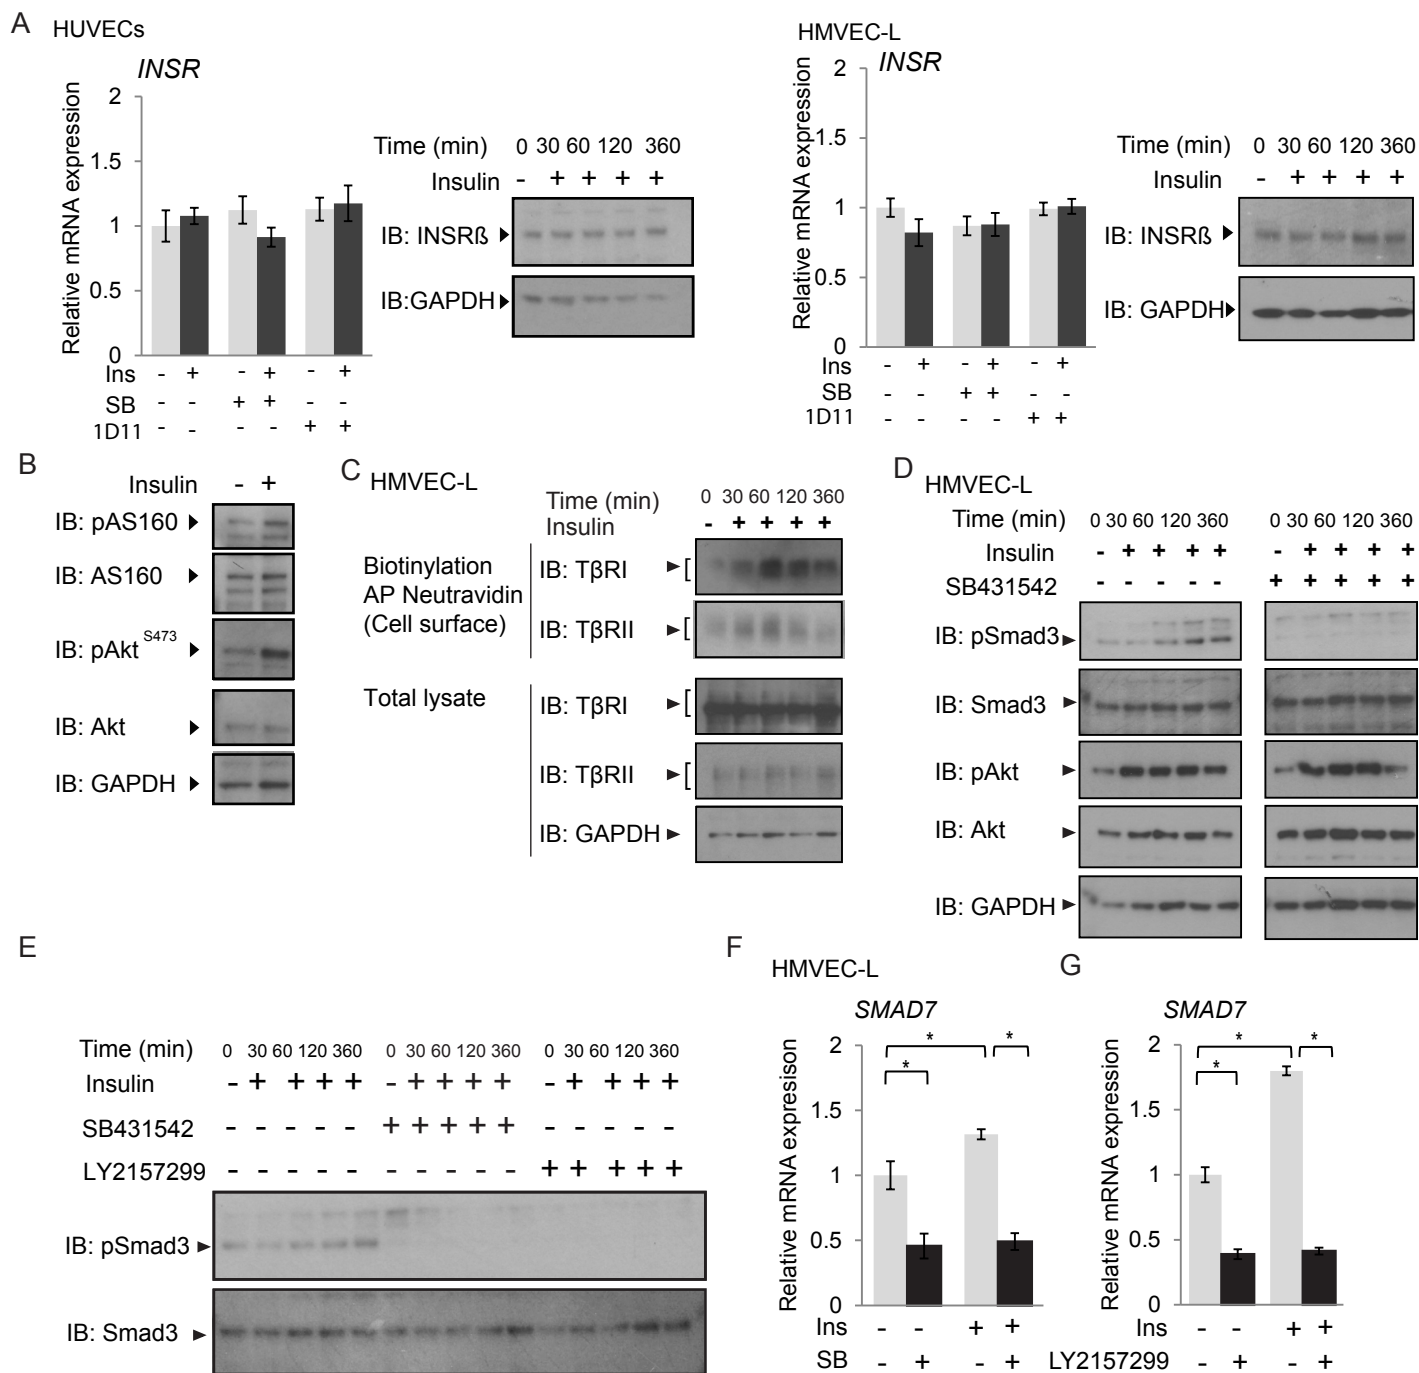 A HUVECs
INSR
Relative mRNA expression
2
1.5
1
0.5
0
Ins - + - + - +
SB - - + + - -
1D11 - - - - + +
Time (min) 0 30 60 120 360
Insulin - + + + +
IB: INSRß
IB:GAPDH
HMVEC-L
INSR
Relative mRNA expression
2
1.5
1
0.5
0
Ins - + - + - +
SB - - + + - -
1D11 - - - - + +
Time (min) 0 30 60 120 360
Insulin - + + + +
IB: INSRß
IB: GAPDH
B
Insulin - +
IB: pAS160
IB: AS160
IB: pAkt S473
IB: Akt
IB: GAPDH
C HMVEC-L
Time (min) 0 30 60 120 360
Insulin - + + + +
Biotinylation
AP Neutravidin
(Cell surface)
IB: TβRI
IB: TβRII
Total lysate
IB: TβRI
IB: TβRII
IB: GAPDH
D HMVEC-L
Time (min) 0 30 60 120 360 0 30 60 120 360
Insulin - + + + + - + + + +
SB431542 - - - - - + + + + +
IB: pSmad3
IB: Smad3
IB: pAkt
IB: Akt
IB: GAPDH
E
Time (min) 0 30 60 120 360 0 30 60 120 360 0 30 60 120 360
Insulin - + + + + - + + + + - + + + +
SB431542 - - - - - + + + + + - - - - -
LY2157299 - - - - - - - - - - + + + + +
IB: pSmad3
IB: Smad3
F HMVEC-L
SMAD7
Relative mRNA expresison
2
1.5
1
0.5
0
* * *
Ins - - + +
SB - + - +
G
SMAD7
Relative mRNA expression
2
1.5
1
0.5
0
* * *
Ins - - + +
LY2157299 - + - +